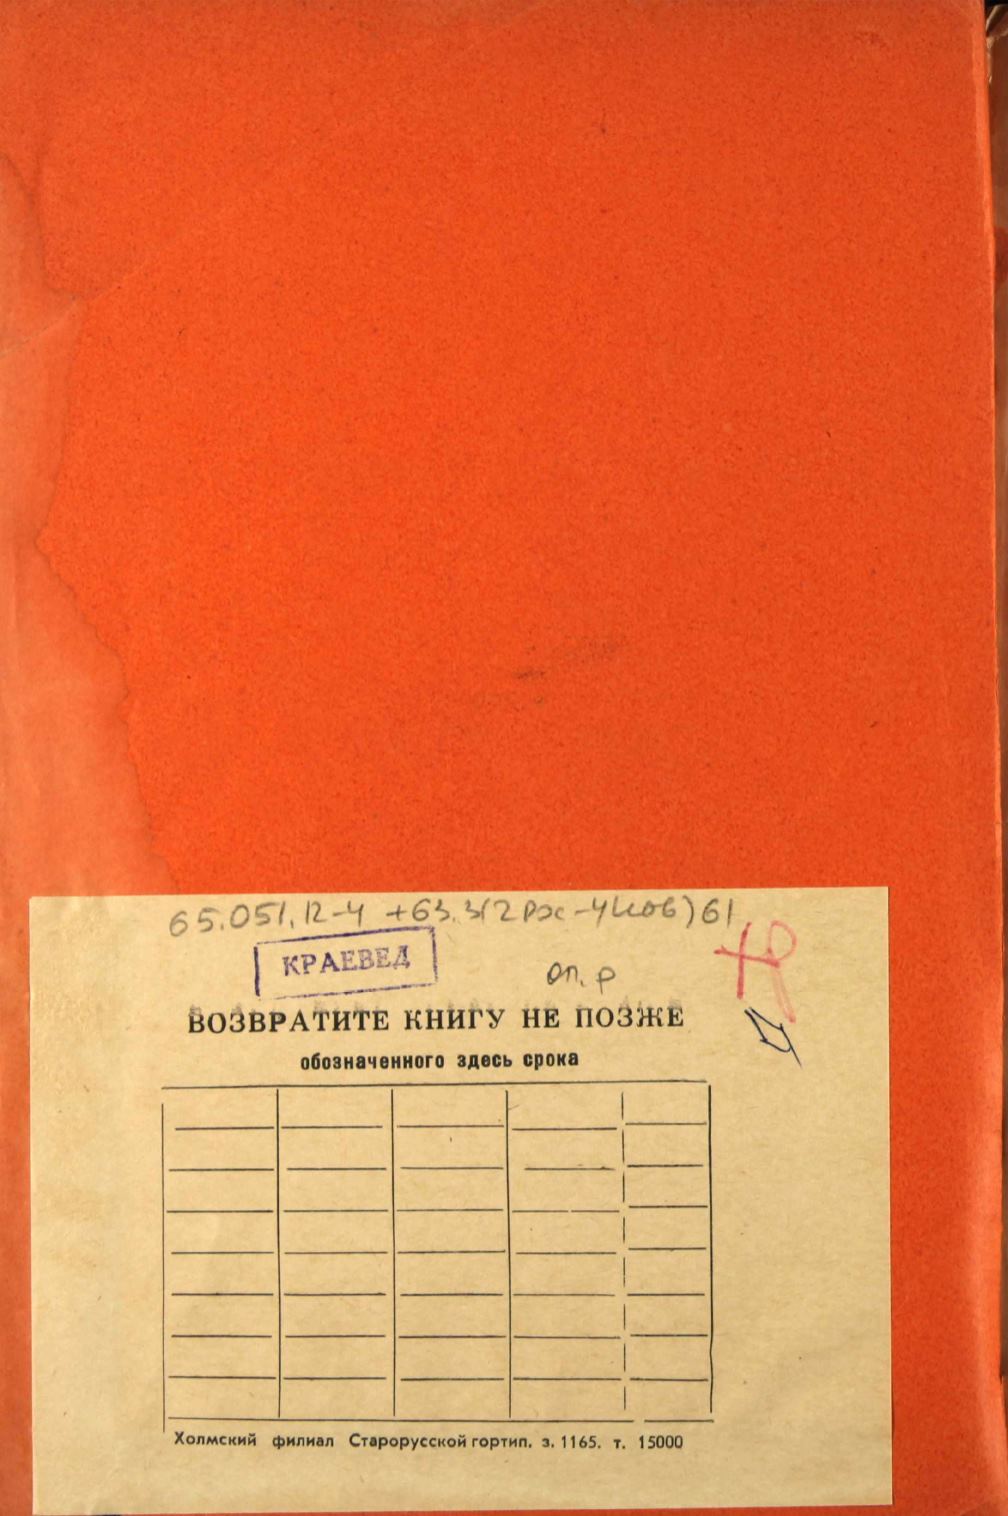 65.051.12-4 +63.3(2Рос-4Нов)61
КРАЕВЕД
оп. р
ВОЗВРАТИТЕ КНИГУ НЕ ПОЗЖЕ
обозначенного здесь срока
Холмский филиал Старорусской гортип. з. 1165. т. 15000